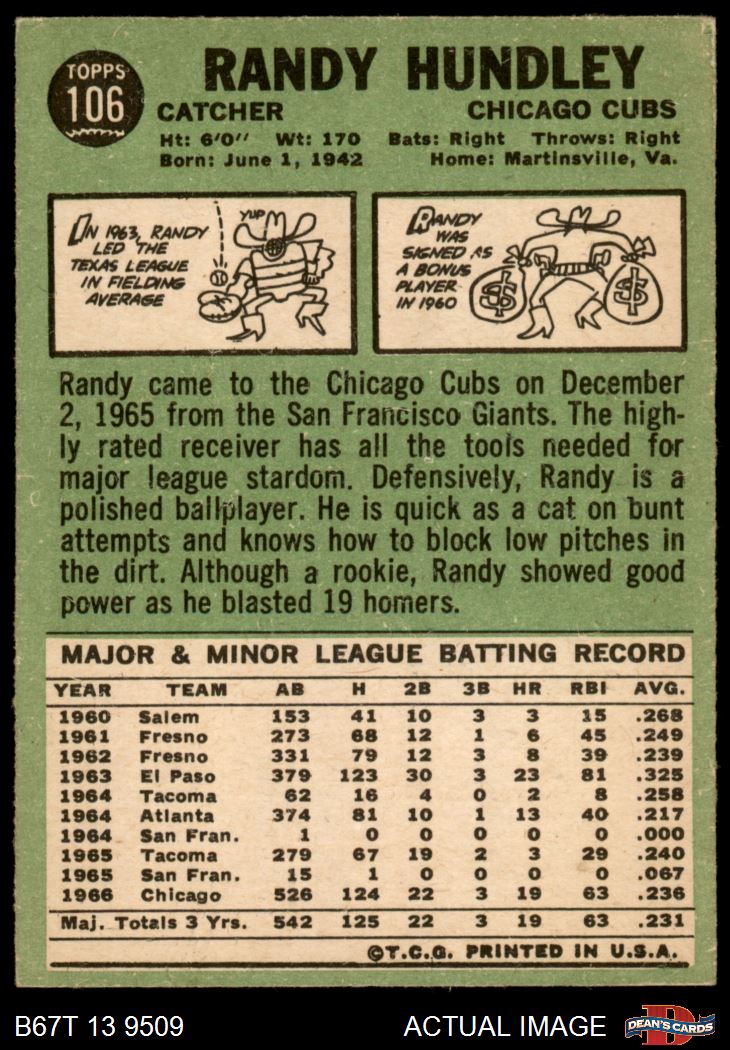 TOPPS
106
RANDY HUNDLEY
CATCHER CHICAGO CUBS
Ht: 6'0" Wt: 170 Bats: Right Throws: Right
Born: June 1, 1942 Home: Martinsville, Va.
IN 1963, RANDY
LED THE
TEXAS LEAGUE
IN FIELDING
AVERAGE
YUP
RANDY
WAS
SIGNED AS
A BONUS
PLAYER
IN 1960
$ $
Randy came to the Chicago Cubs on December
2, 1965 from the San Francisco Giants. The high-
ly rated receiver has all the tools needed for
major league stardom. Defensively, Randy is a
polished ballplayer. He is quick as a cat on bunt
attempts and knows how to block low pitches in
the dirt. Although a rookie, Randy showed good
power as he blasted 19 homers.
MAJOR & MINOR LEAGUE BATTING RECORD
YEAR TEAM AB H 2B 3B HR RBI AVG.
1960 Salem 153 41 10 3 3 15 .268
1961 Fresno 273 68 12 1 6 45 .249
1962 Fresno 331 79 12 3 8 39 .239
1963 El Paso 379 123 30 3 23 81 .325
1964 Tacoma 62 16 4 0 2 8 .258
1964 Atlanta 374 81 10 1 13 40 .217
1964 San Fran. 1 0 0 0 0 0 .000
1965 Tacoma 279 67 19 2 3 29 .240
1965 San Fran. 15 1 0 0 0 0 .067
1966 Chicago 526 124 22 3 19 63 .236
Maj. Totals 3 Yrs. 542 125 22 3 19 63 .231
©T.C.G. PRINTED IN U.S.A.
B67T 13 9509 ACTUAL IMAGE
D
DEAN'S CARDS